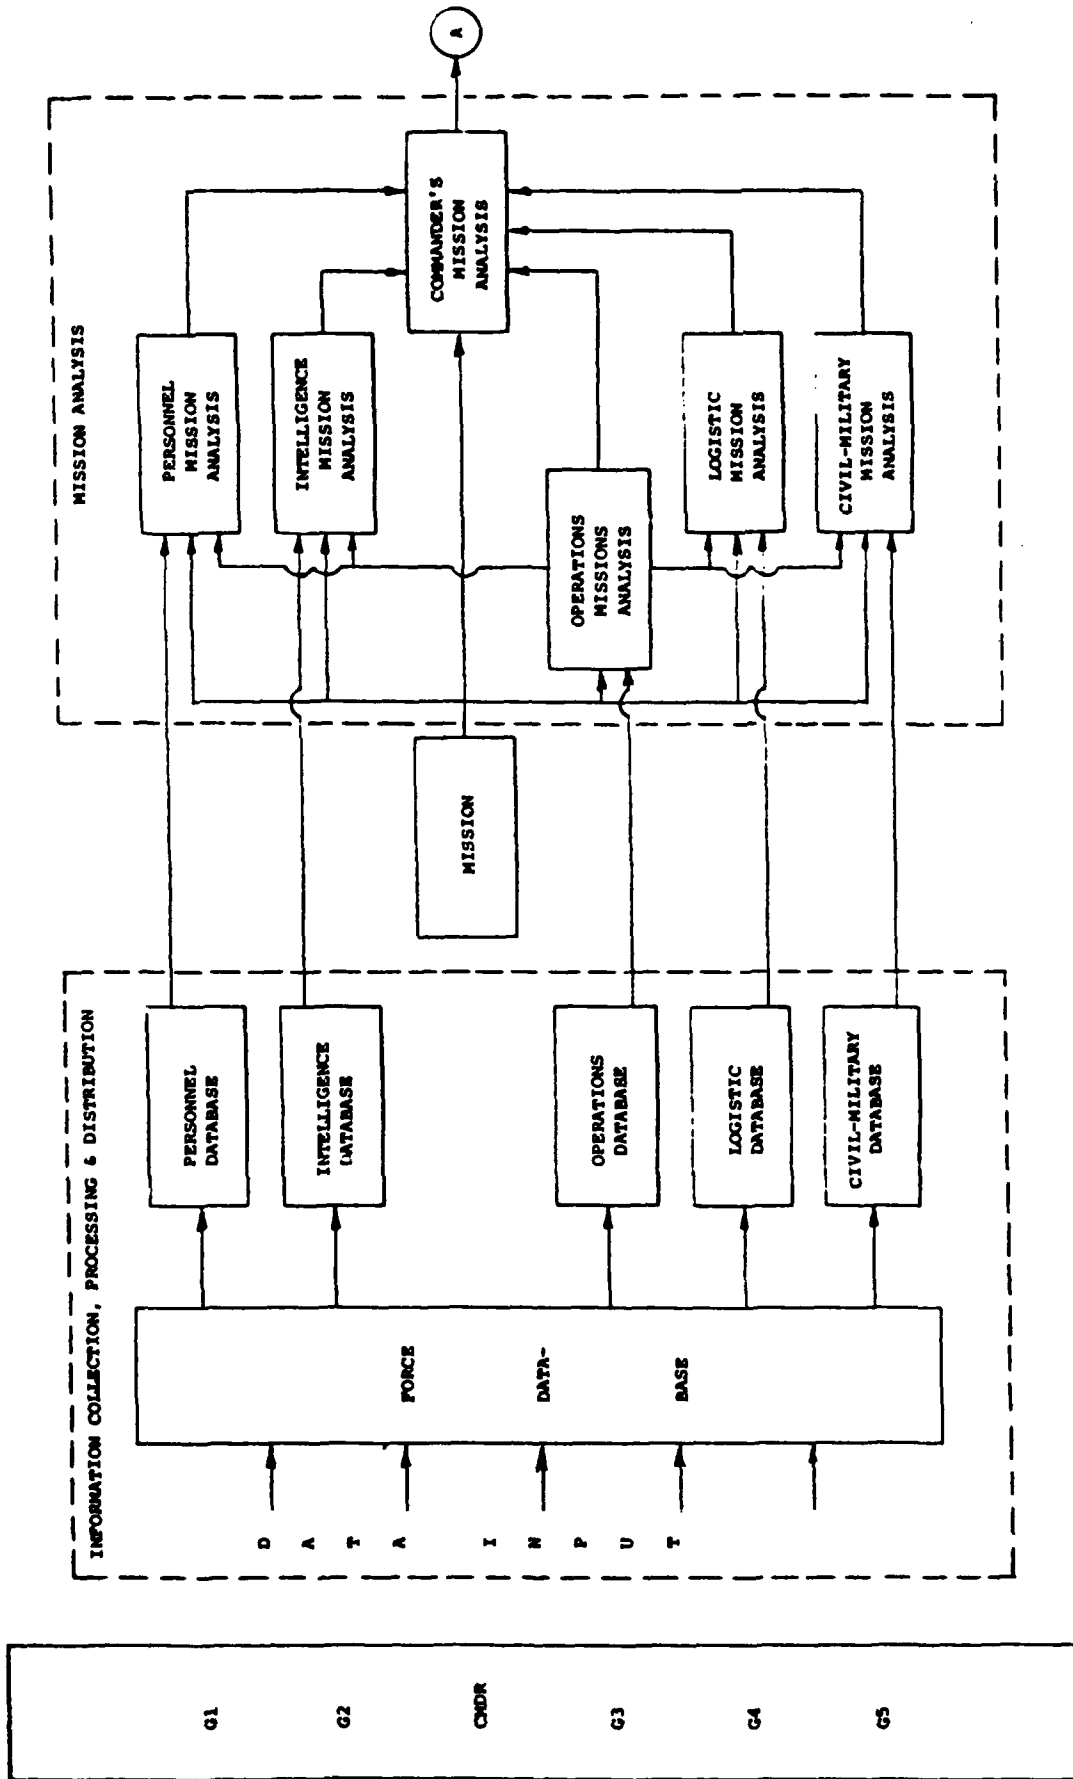 G1
G2
CMDR
G3
G4
G5
INFORMATION COLLECTION, PROCESSING & DISTRIBUTION
DATA INPUT
FORCE
DATA-
BASE
PERSONNEL
DATABASE
INTELLIGENCE
DATABASE
OPERATIONS
DATABASE
LOGISTIC
DATABASE
CIVIL-MILITARY
DATABASE
MISSION
MISSION ANALYSIS
PERSONNEL
MISSION
ANALYSIS
INTELLIGENCE
MISSION
ANALYSIS
OPERATIONS
MISSIONS
ANALYSIS
LOGISTIC
MISSION
ANALYSIS
CIVIL-MILITARY
MISSION
ANALYSIS
COMMANDER'S
MISSION
ANALYSIS
A